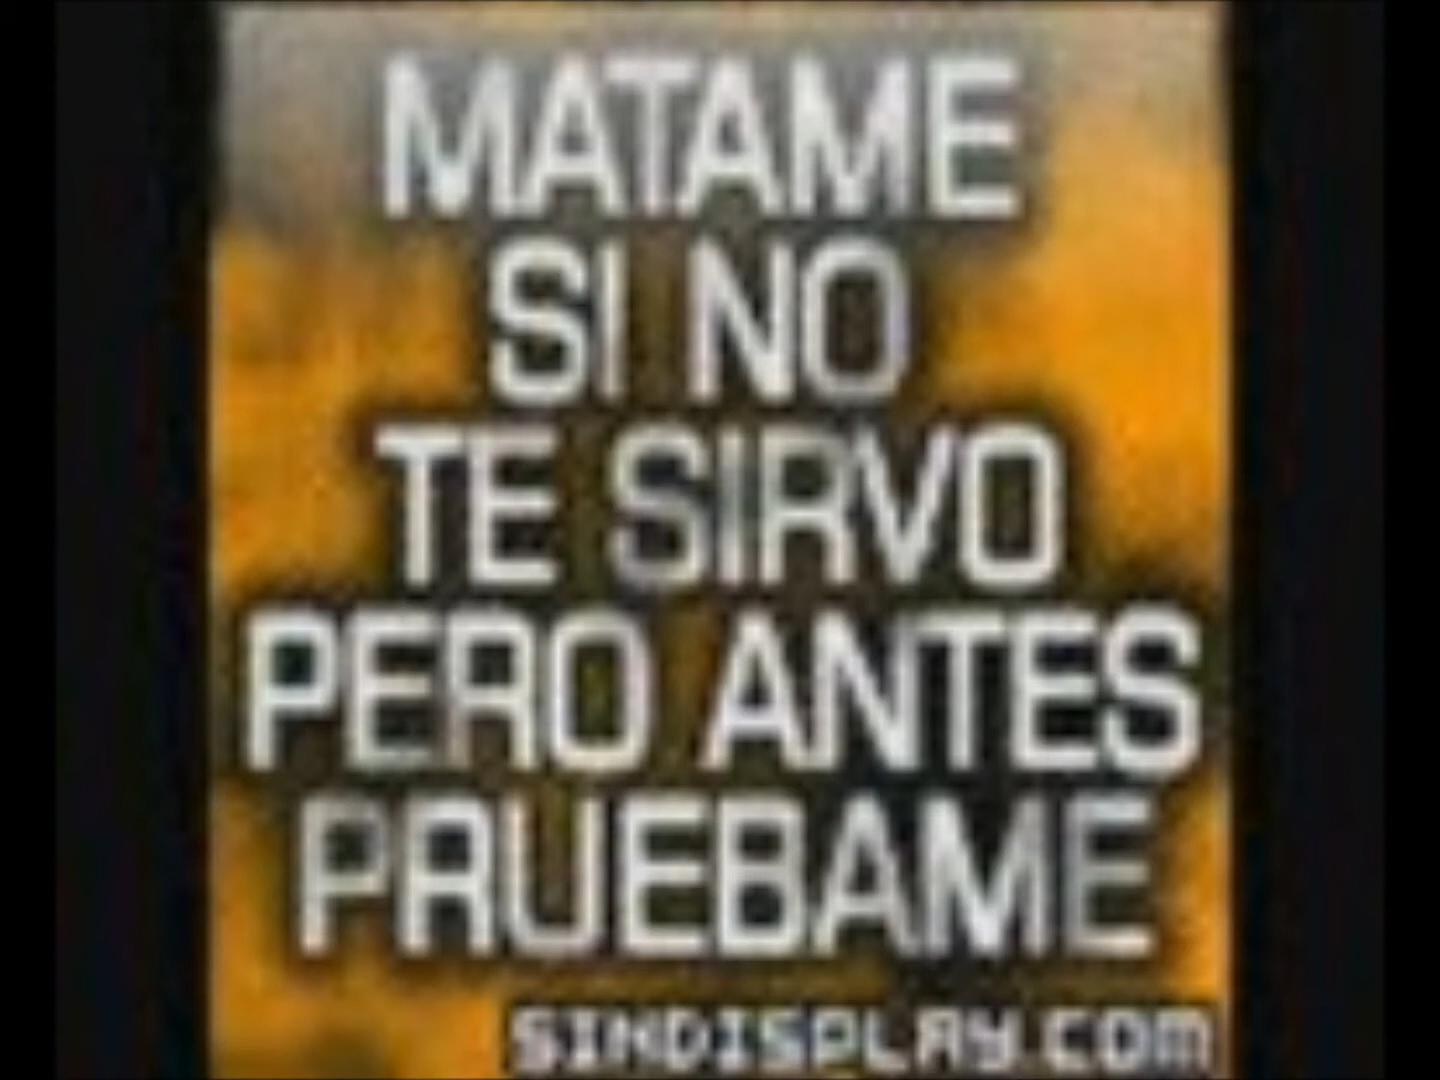 MATAME
SI NO
TE SIRVO
PERO ANTES
PRUEBAME
SINDISPLAY.COM